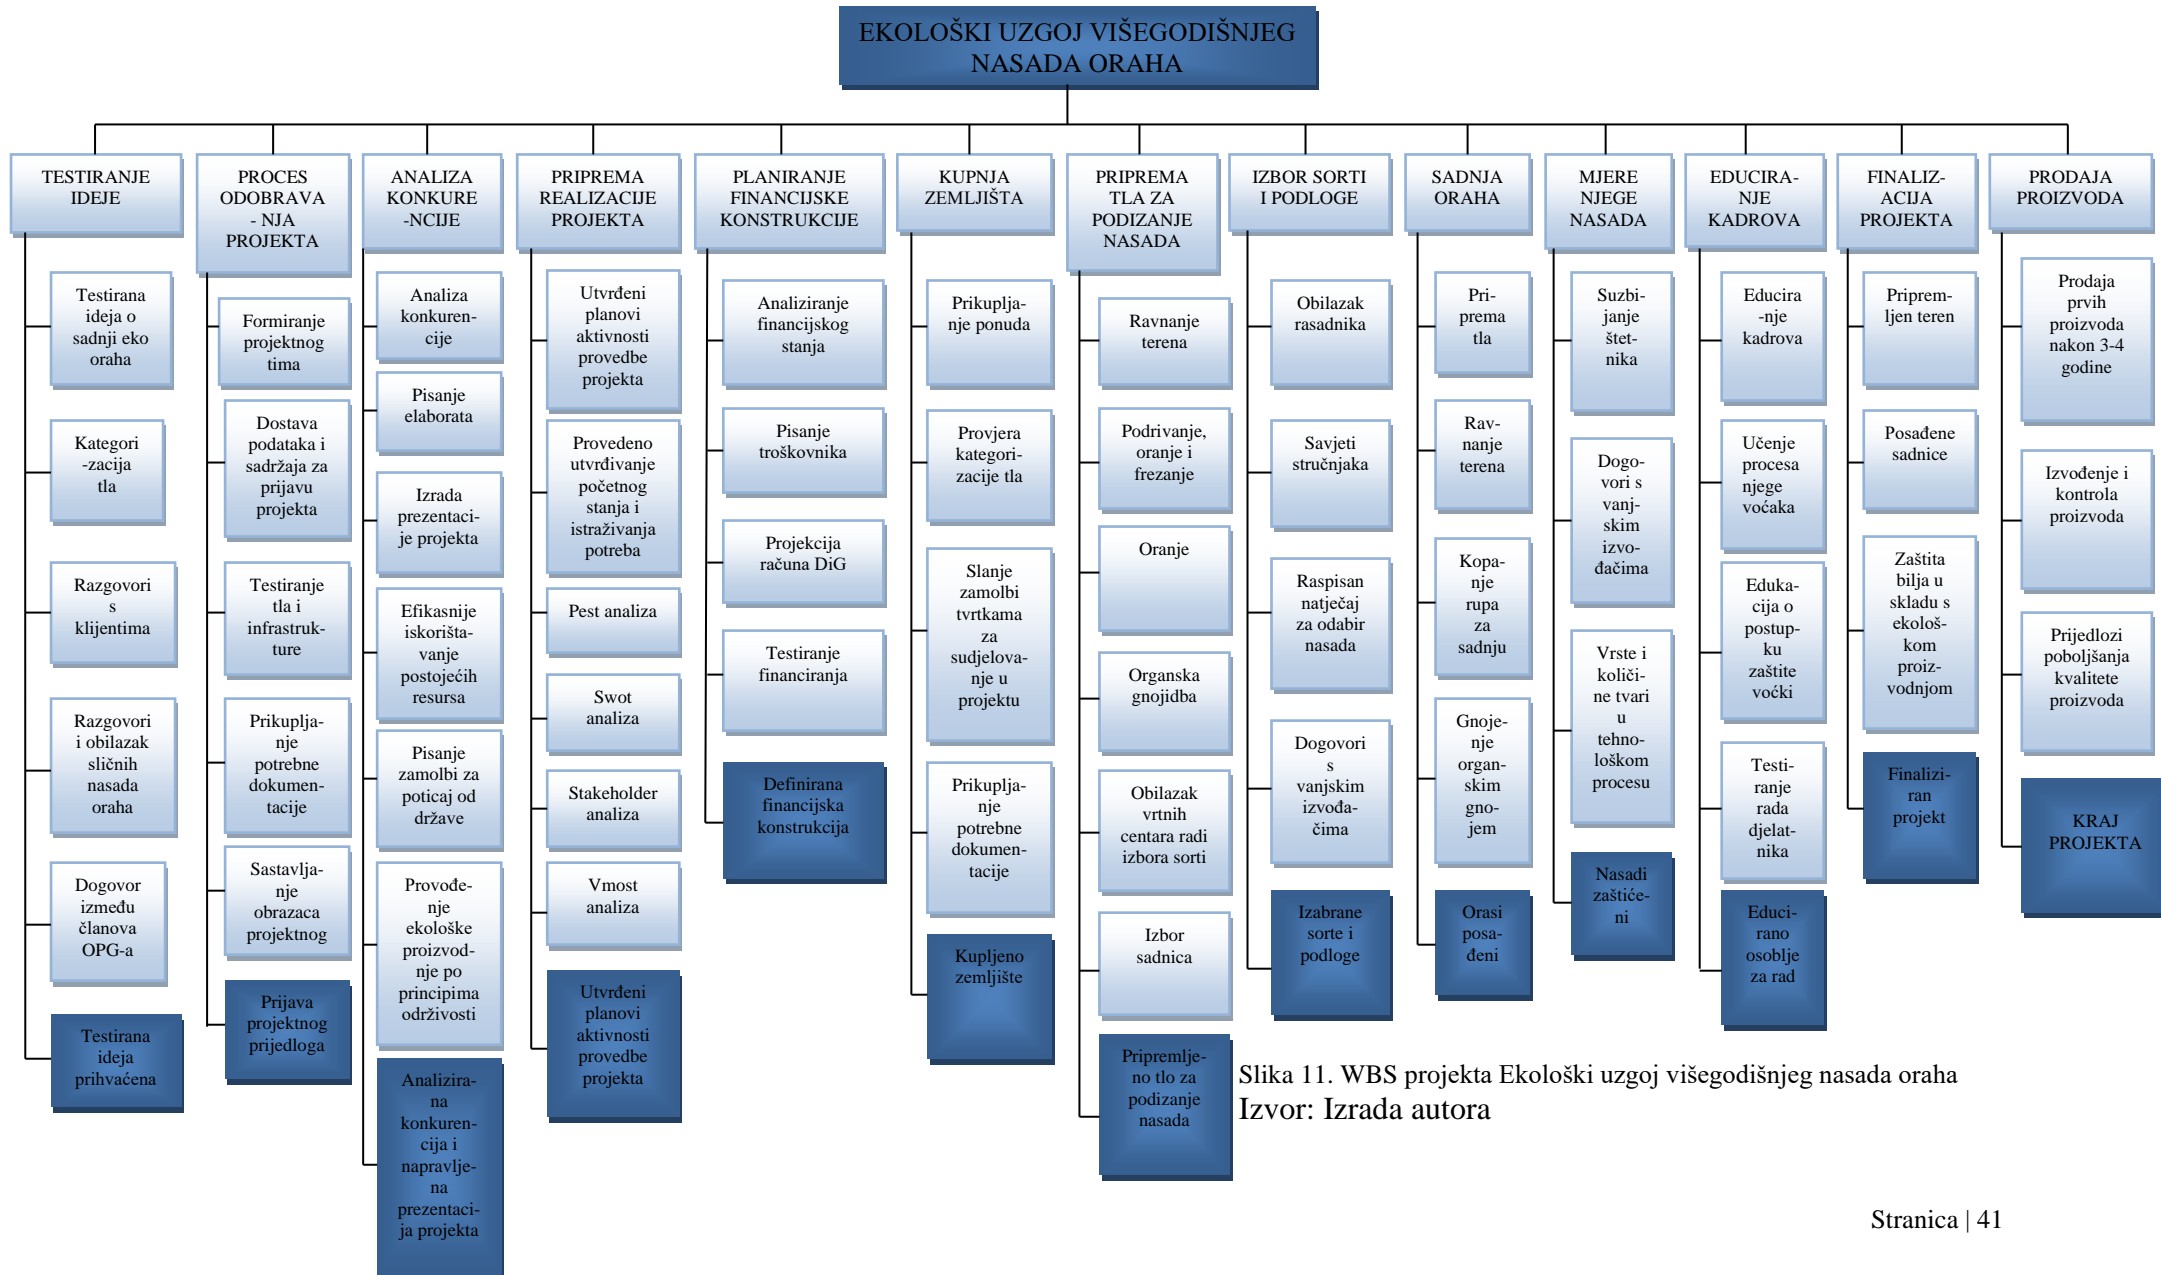 EKOLOŠKI UZGOJ VIŠEGODIŠNJEG
NASADA ORAHA
TESTIRANJE
IDEJE
Testirana
ideja o
sadnji eko
oraha
Kategori
-zacija
tla
Razgovori
s
klijentima
Razgovori
i obilazak
sličnih
nasada
oraha
Dogovor
između
članova
OPG-a
Testirana
ideja
prihvaćena
PROCES
ODOBRAVA
- NJA
PROJEKTA
Formiranje
projektnog
tima
Dostava
podataka i
sadržaja za
prijavu
projekta
Testiranje
tla i
infrastruk-
ture
Prikuplja-
nje
potrebne
dokumen-
tacije
Sastavlja-
nje
obrazaca
projektnog
Prijava
projektnog
prijedloga
ANALIZA
KONKURE
-NCIJE
Analiza
konkuren-
cije
Pisanje
elaborata
Izrada
prezentaci-
je projekta
Efikasnije
iskorišta-
vanje
postojećih
resursa
Pisanje
zamolbi za
poticaj od
države
Provođe-
nje
ekološke
proizvod-
nje po
principima
održivosti
Analizira-
na
konkuren-
cija i
napravlje-
na
prezentaci-
ja projekta
PRIPREMA
REALIZACIJE
PROJEKTA
Utvrđeni
planovi
aktivnosti
provedbe
projekta
Provedeno
utvrđivanje
početnog
stanja i
istraživanja
potreba
Pest analiza
Swot
analiza
Stakeholder
analiza
Vmost
analiza
Utvrđeni
planovi
aktivnosti
provedbe
projekta
PLANIRANJE
FINANCIJSKE
KONSTRUKCIJE
Analiziranje
financijskog
stanja
Pisanje
troškovnika
Projekcija
računa DiG
Testiranje
financiranja
Definirana
financijska
konstrukcija
KUPNJA
ZEMLJIŠTA
Prikuplja-
nje ponuda
Provjera
kategori-
zacije tla
Slanje
zamolbi
tvrtkama
za
sudjelova-
nje u
projektu
Prikuplja-
nje
potrebne
dokumen-
tacije
Kupljeno
zemljište
PRIPREMA
TLA ZA
PODIZANJE
NASADA
Ravnanje
terena
Podrivanje,
oranje i
frezanje
Oranje
Organska
gnojidba
Obilazak
vrtnih
centara radi
izbora sorti
Izbor
sadnica
Pripremlje-
no tlo za
podizanje
nasada
IZBOR SORTI
I PODLOGE
Obilazak
rasadnika
Savjeti
stručnjaka
Raspisan
natječaj
za odabir
nasada
Dogovori
s
vanjskim
izvođa-
čima
Izabrane
sorte i
podloge
SADNJA
ORAHA
Pri-
prema
tla
Rav-
nanje
terena
Kopa-
nje
rupa
za
sadnju
Gnoje-
nje
organ-
skim
gno-
jem
Orasi
posa-
đeni
MJERE
NJEGE
NASADA
Suzbi-
janje
štet-
nika
Dogo-
vori s
vanj-
skim
izvo-
đačima
Vrste i
količi-
ne tvari
u
tehno-
loškom
procesu
Nasadi
zaštiće-
ni
EDUCIRA-
NJE
KADROVA
Educira
-nje
kadrova
Učenje
procesa
njege
voćaka
Eduka-
cija o
postup-
ku
zaštite
voćki
Testi-
ranje
rada
djelat-
nika
Educi-
rano
osoblje
za rad
FINALIZ-
ACIJA
PROJEKTA
Priprem-
ljen teren
Posađene
sadnice
Zaštita
bilja u
skladu s
ekološ-
kom
proiz-
vodnjom
Finalizi-
ran
projekt
PRODAJA
PROIZVODA
Prodaja
prvih
proizvoda
nakon 3-4
godine
Izvođenje i
kontrola
proizvoda
Prijedlozi
poboljšanja
kvalitete
proizvoda
KRAJ
PROJEKTA
Slika 11. WBS projekta Ekološki uzgoj višegodišnjeg nasada oraha
Izvor: Izrada autora
Stranica | 41